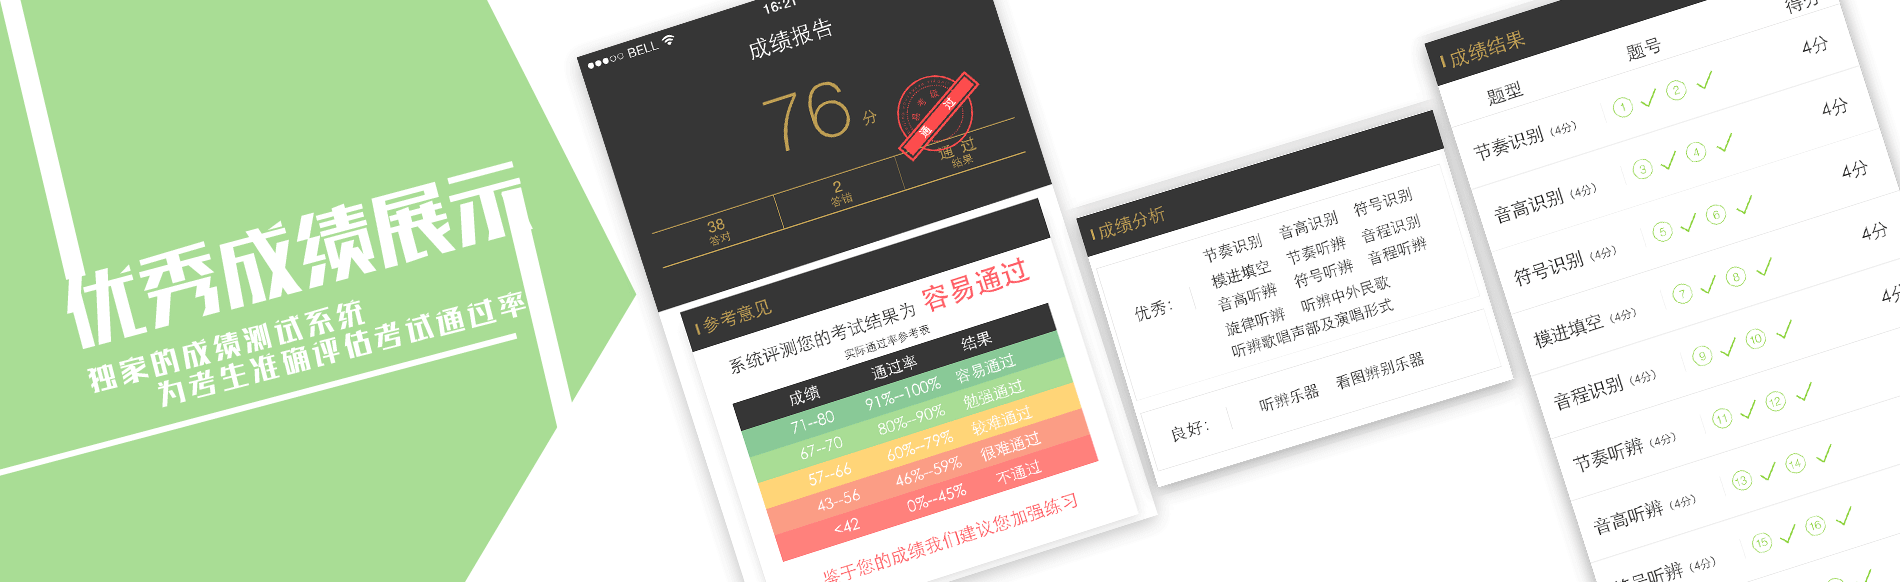 优秀成绩展示
独家的成绩测试系统
为考生准确评估考试通过率
BELL
16:21
成绩报告
76 分
通过
38
答对
2
答错
通 过
结果
参考意见
系统评测您的考试结果为 容易通过
实际通过率参考表
成绩 通过率 结果
71--80 91%--100% 容易通过
67--70 80%--90% 勉强通过
57--66 60%--79% 较难通过
43--56 46%--59% 很难通过
<42 0%--45% 不通过
鉴于您的成绩我们建议您加强练习
成绩分析
优秀:
节奏识别 音高识别 符号识别
模进填空 节奏听辨 音程识别
音高听辨 符号听辨 音程听辨
旋律听辨 听辨中外民歌
听辨歌唱声部及演唱形式
良好:
听辨乐器 看图辨别乐器
成绩结果
题型 题号 得分
节奏识别 (4分) 1 2 4分
音高识别 (4分) 3 4 4分
符号识别 (4分) 5 6 4分
模进填空 (4分) 7 8 4分
音程识别 (4分) 9 10 4分
节奏听辨 (4分) 11 12
音高听辨 (4分) 13 14
符号听辨 (4分) 15 16